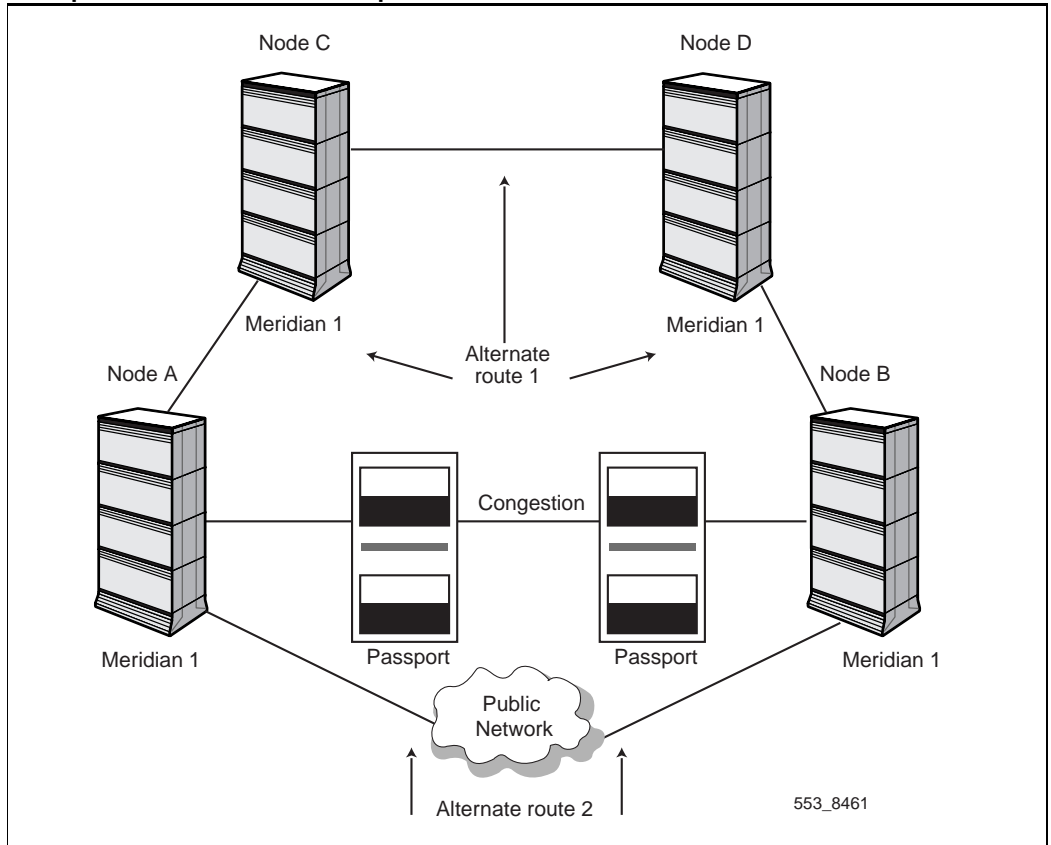 Node C
Node D
Meridian 1
Meridian 1
Alternate
route 1
Node A
Node B
Congestion
Meridian 1
Passport
Passport
Meridian 1
Public
Network
Alternate route 2
553_8461